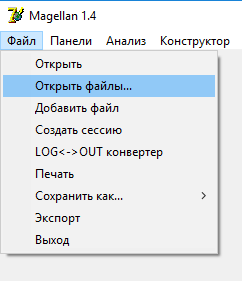 Magellan 1.4
Файл Панели Анализ Конструктор
Открыть
Открыть файлы...
Добавить файл
Создать сессию
LOG<->OUT конвертер
Печать
Сохранить как...
Экспорт
Выход